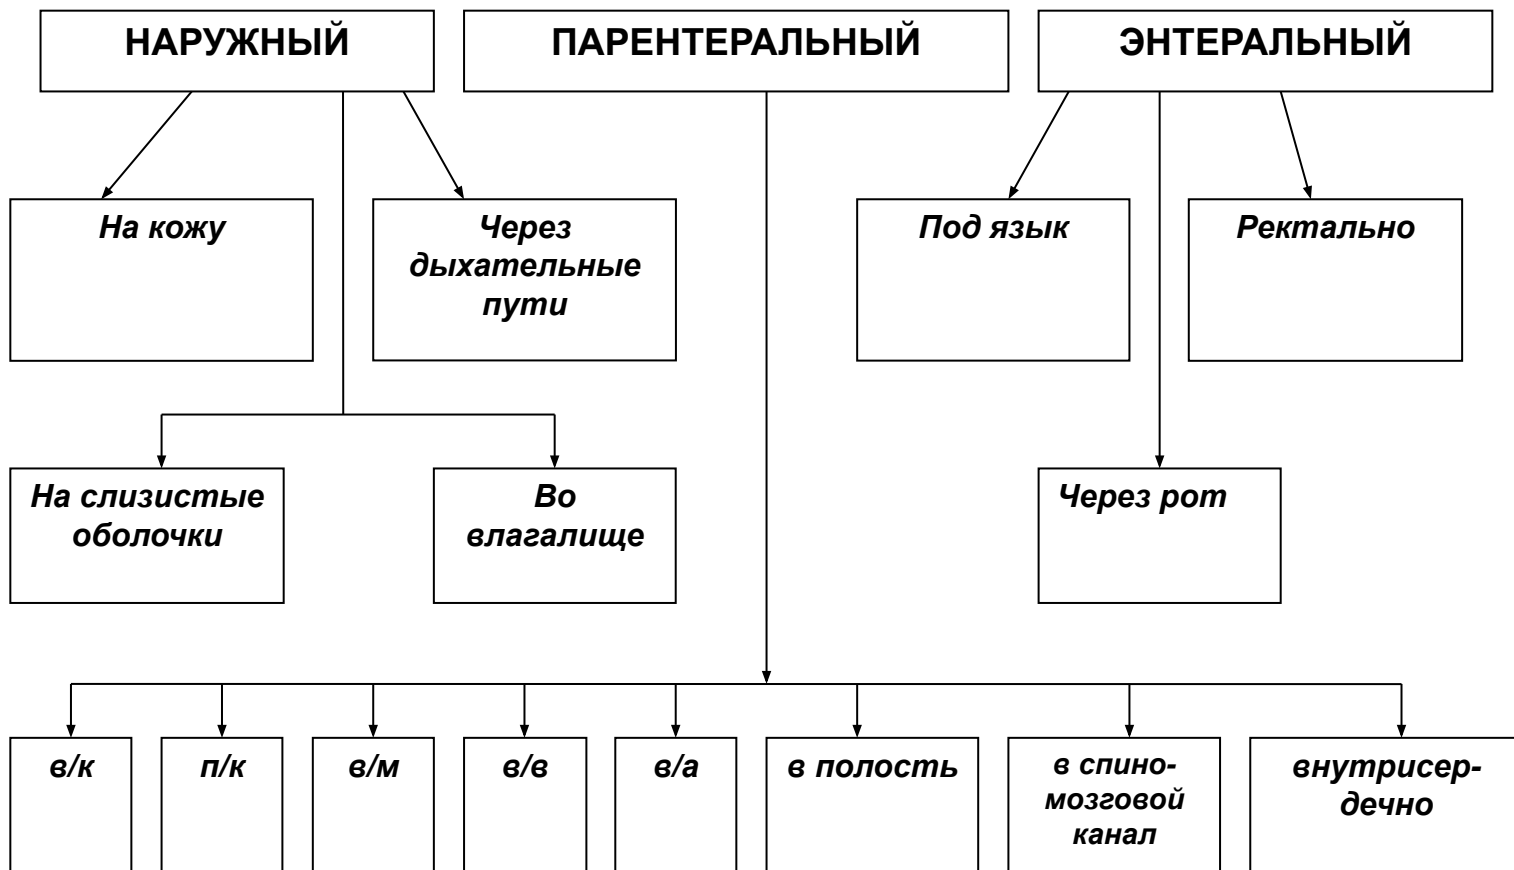 НАРУЖНЫЙ
ПАРЕНТЕРАЛЬНЫЙ
ЭНТЕРАЛЬНЫЙ
На кожу
Через
дыхательные
пути
Под язык
Ректально
На слизистые
оболочки
Во
влагалище
Через рот
в/к
п/к
в/м
в/в
в/а
в полость
в спино-
мозговой
канал
внутрисер-
дечно